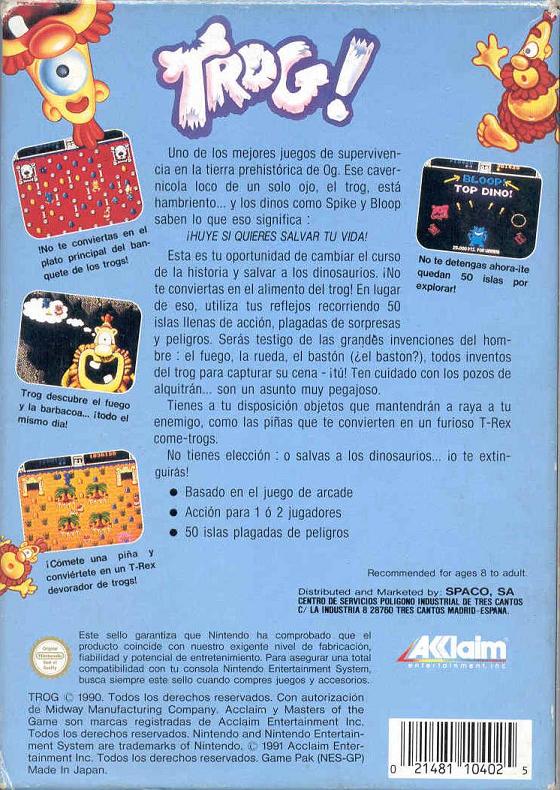 TROG!
Uno de los mejores juegos de superviven-
cia en la tierra prehistórica de Og. Ese caver-
nicola loco de un solo ojo, el trog, está
hambriento... y los dinos como Spike y Bloop
saben lo que eso significa :
¡HUYE SI QUIERES SALVAR TU VIDA!
Esta es tu oportunidad de cambiar el curso
de la historia y salvar a los dinosaurios. ¡No
te conviertas en el alimento del trog! En lugar
de eso, utiliza tus reflejos recorriendo 50
islas llenas de acción, plagadas de sorpresas
y peligros. Serás testigo de las grandes invenciones del hom-
bre : el fuego, la rueda, el bastón (¿el baston?), todos inventos
del trog para capturar su cena - ¡tú! Ten cuidado con los pozos de
alquitrán... son un asunto muy pegajoso.
Tienes a tu disposición objetos que mantendrán a raya a tu
enemigo, como las piñas que te convierten en un furioso T-Rex
come-trogs.
No tienes elección : o salvas a los dinosaurios... ¡o te extin-
guirás!
● Basado en el juego de arcade
● Acción para 1 ó 2 jugadores
● 50 islas plagadas de peligros
!No te conviertas en el
plato principal del ban-
quete de los trogs!
Trog descubre el fuego
y la barbacoa... ¡todo el
mismo día!
¡Cómete una piña y
conviértete en un T-Rex
devorador de trogs!
BLOOP
TOP DINO!
No te detengas ahora-¡te
quedan 50 islas por
explorar!
Recommended for ages 8 to adult.
Distributed and Marketed by: SPACO, SA
CENTRO DE SERVICIOS POLIGONO INDUSTRIAL DE TRES CANTOS
C/ LA INDUSTRIA 8 28760 TRES CANTOS MADRID-ESPAÑA.
Original
Nintendo
Seal of
Quality
Este sello garantiza que Nintendo ha comprobado que el
producto coincide con nuestro exigente nivel de fabricación,
fiabilidad y potencial de entretenimiento. Para asegurar una total
compatibilidad con tu consola Nintendo Entertainment System,
busca siempre este sello cuando compres juegos y accesorios.
AKKlaim
entertainment, inc.
TROG © 1990. Todos los derechos reservados. Con autorización
de Midway Manufacturing Company. Acclaim y Masters of the
Game son marcas registradas de Acclaim Entertainment Inc.
Todos los derechos reservados. Nintendo and Nintendo Entertain-
ment System are trademarks of Nintendo. © 1991 Acclaim Enter-
tainment Inc. Todos los derechos reservados. Game Pak (NES-GP)
Made In Japan.
0 21481 10402 5